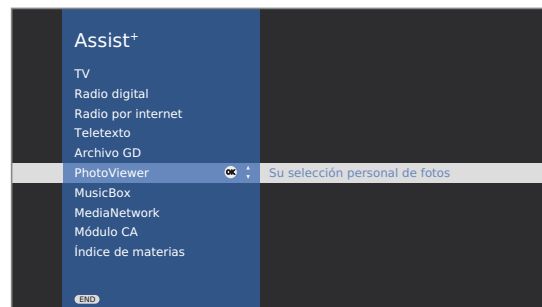 Assist+
TV
Radio digital
Radio por internet
Teletexto
Archivo GD
PhotoViewer OK Su selección personal de fotos
MusicBox
MediaNetwork
Módulo CA
Índice de materias
END